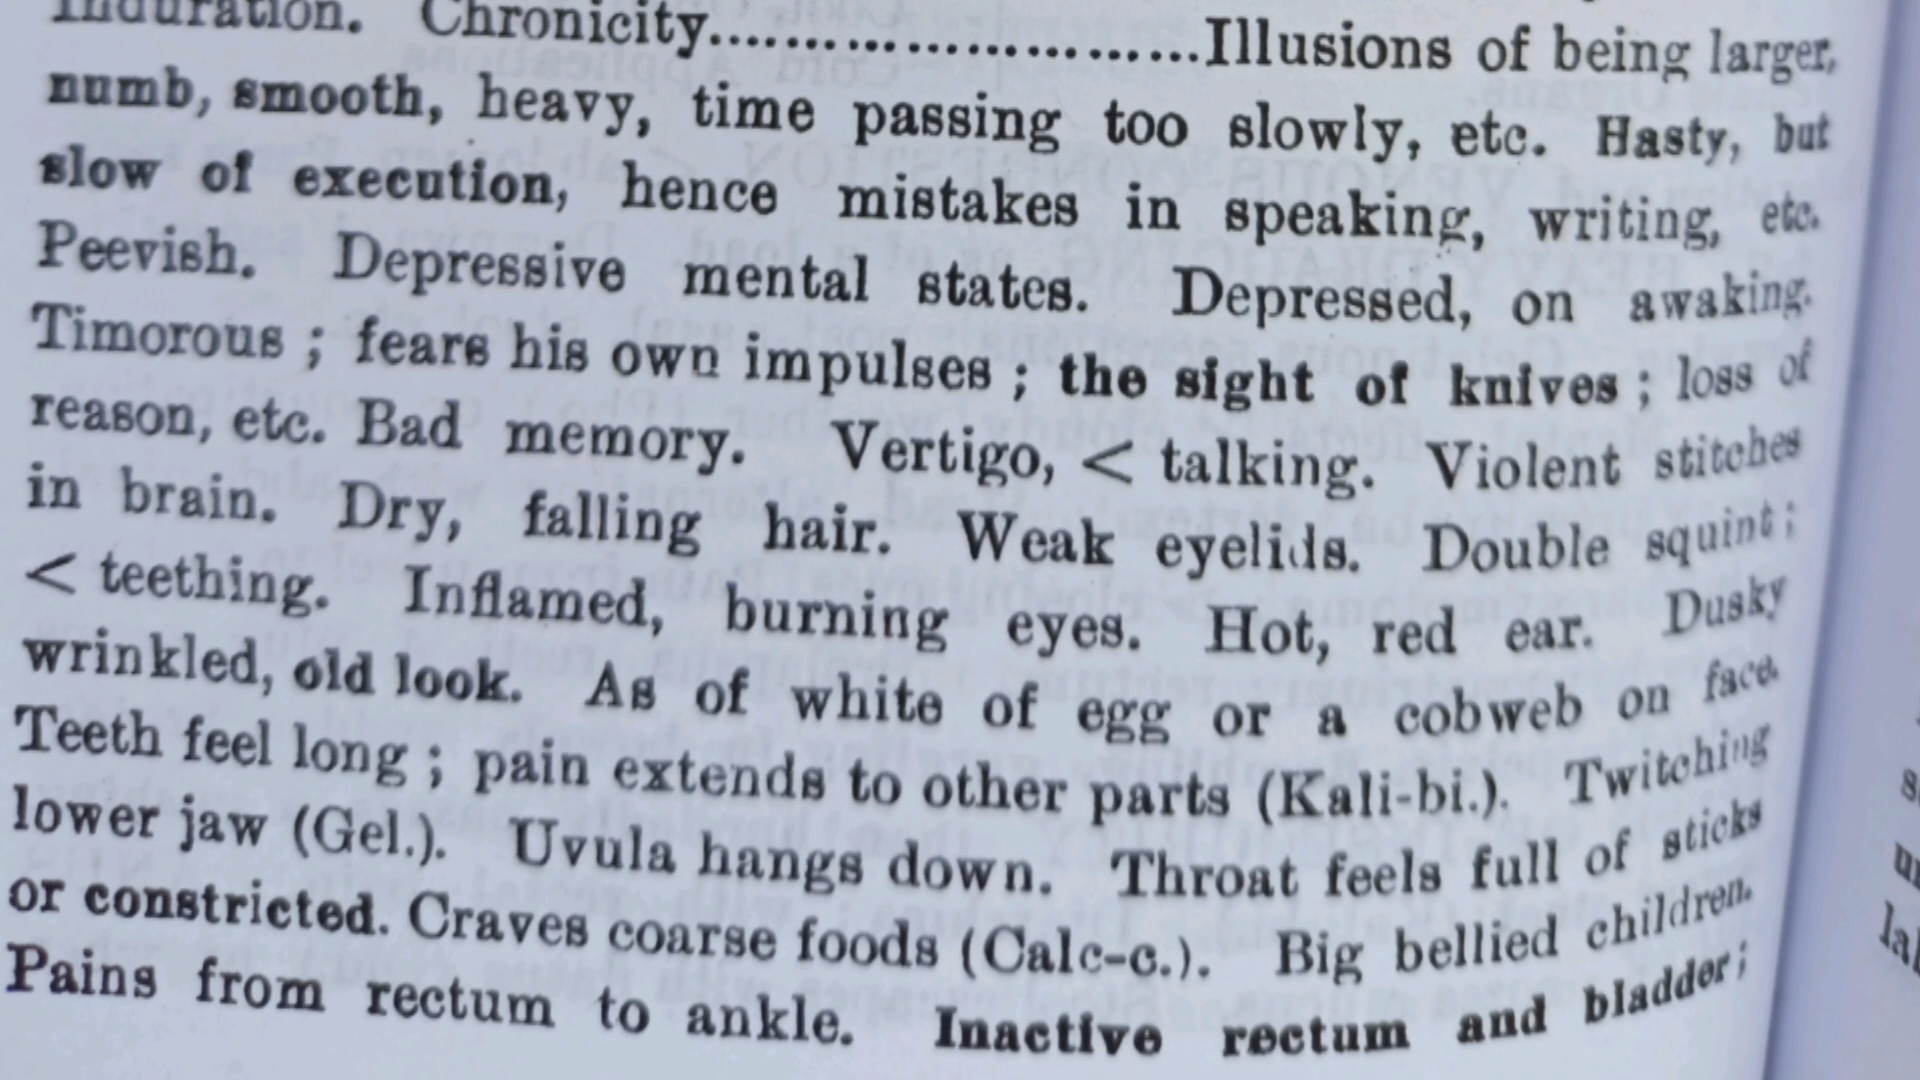 Induration. Chronicity..........................Illusions of being larger,
numb, smooth, heavy, time passing too slowly, etc. Hasty, but
slow of execution, hence mistakes in speaking, writing, etc.
Peevish. Depressive mental states. Depressed, on awaking.
Timorous ; fears his own impulses ; the sight of knives ; loss of
reason, etc. Bad memory. Vertigo, < talking. Violent stitches
in brain. Dry, falling hair. Weak eyelids. Double squint ;
< teething. Inflamed, burning eyes. Hot, red ear. Dusky
wrinkled, old look. As of white of egg or a cobweb on face.
Teeth feel long ; pain extends to other parts (Kali-bi.). Twitching
lower jaw (Gel.). Uvula hangs down. Throat feels full of sticks
or constricted. Craves coarse foods (Calc-c.). Big bellied children.
Pains from rectum to ankle. Inactive rectum and bladder ;